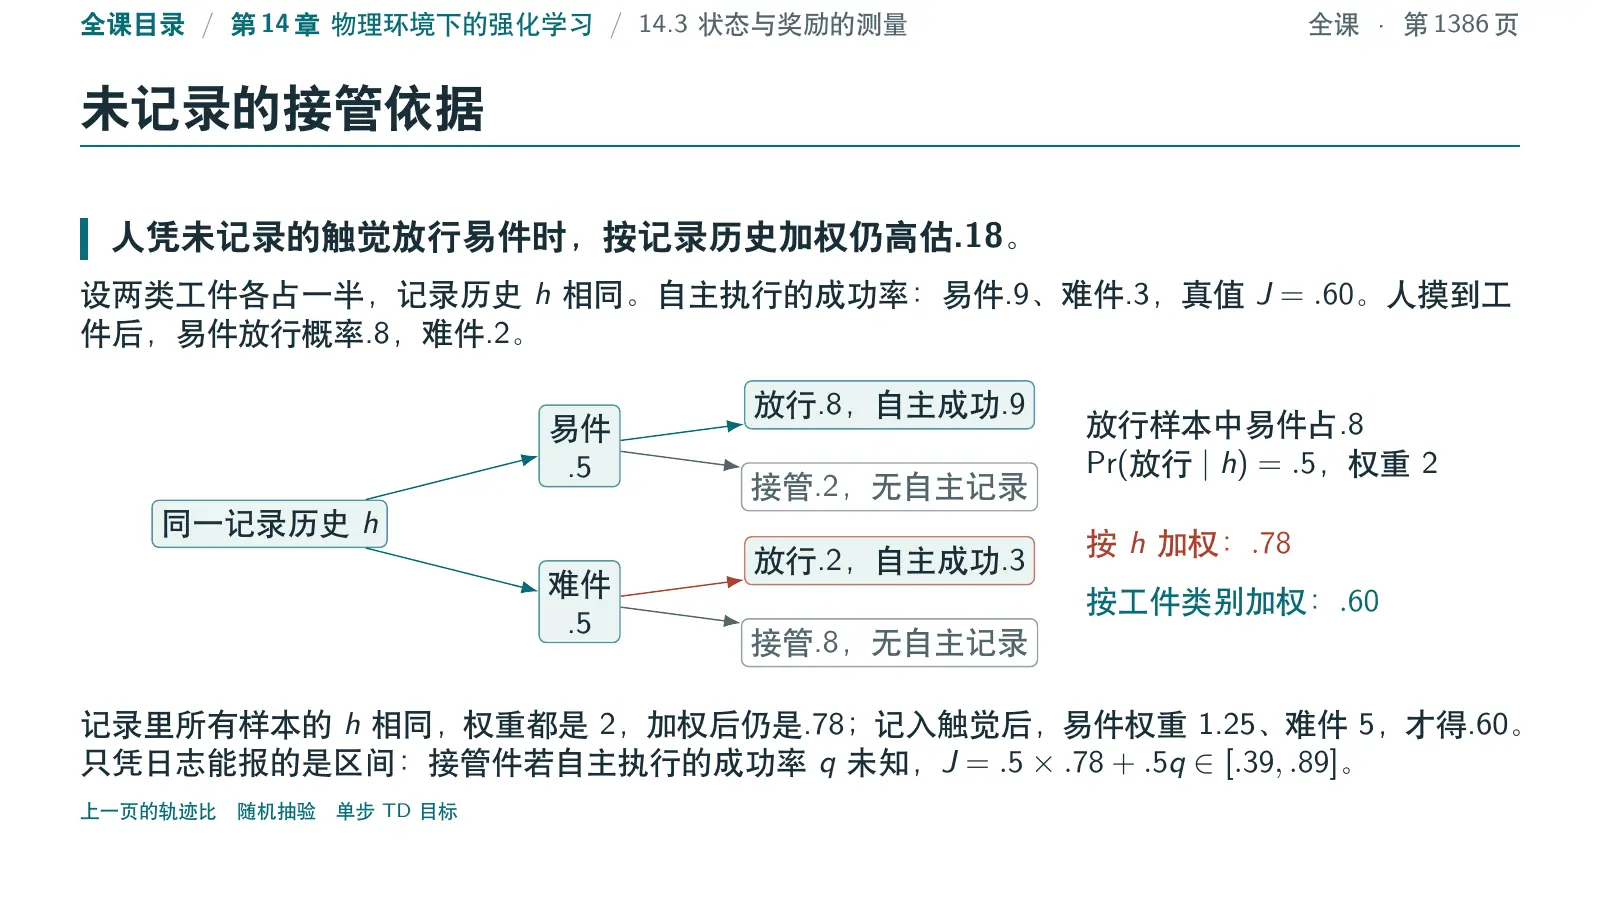 全课目录 / 第 14 章 物理环境下的强化学习 / 14.3 状态与奖励的测量
全课 · 第 1386 页
未记录的接管依据
人凭未记录的触觉放行易件时，按记录历史加权仍高估.18。
设两类工件各占一半，记录历史 h 相同。自主执行的成功率：易件.9、难件.3，真值 J = .60。人摸到工
件后，易件放行概率.8，难件.2。
同一记录历史 h
易件
.5
难件
.5
放行.8，自主成功.9
接管.2，无自主记录
放行.2，自主成功.3
接管.8，无自主记录
放行样本中易件占.8
Pr(放行 | h) = .5，权重 2
按 h 加权：.78
按工件类别加权：.60
记录里所有样本的 h 相同，权重都是 2，加权后仍是.78；记入触觉后，易件权重 1.25、难件 5，才得.60。
只凭日志能报的是区间：接管件若自主执行的成功率 q 未知，J = .5 × .78 + .5q ∈ [.39, .89]。
上一页的轨迹比 随机抽验 单步 TD 目标